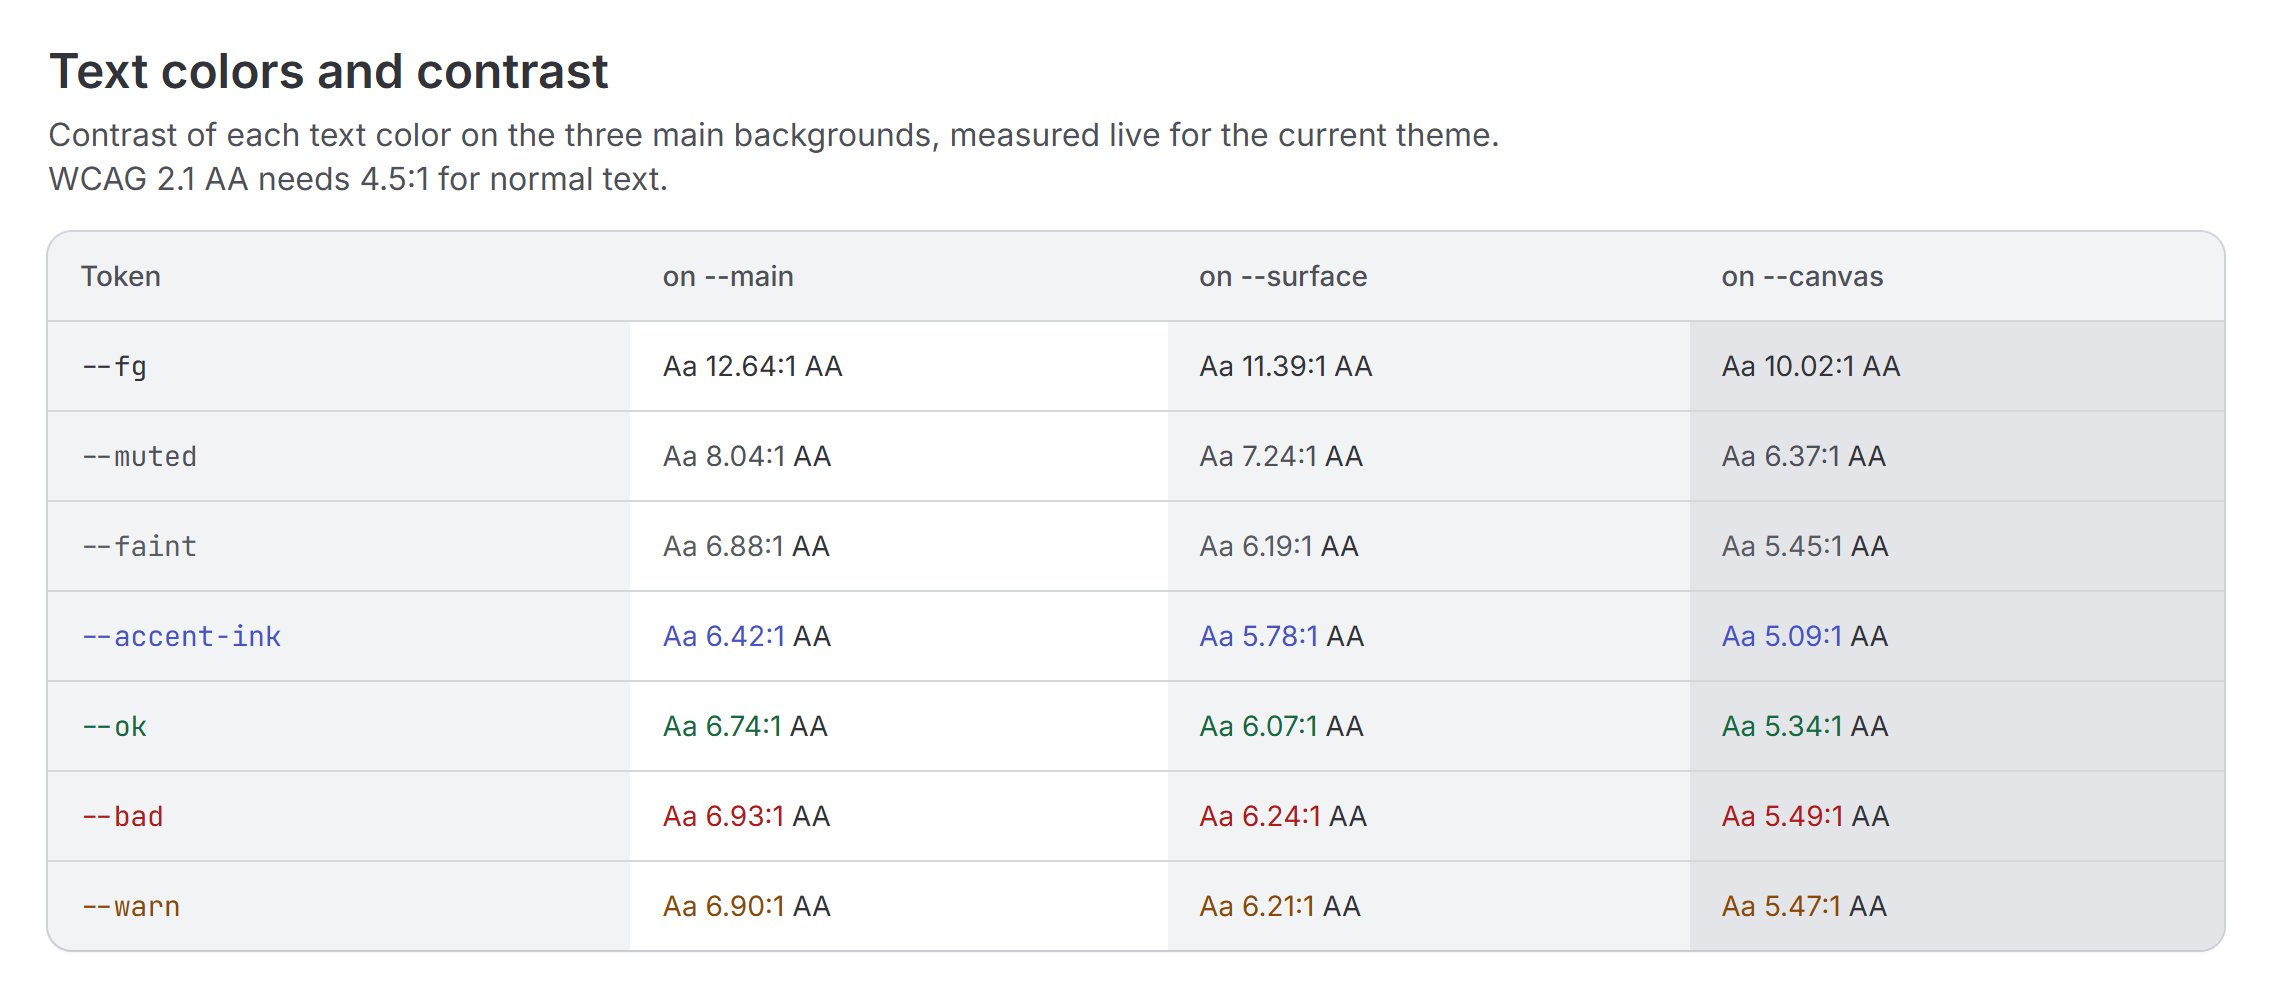 Text colors and contrast
Contrast of each text color on the three main backgrounds, measured live for the current theme.
WCAG 2.1 AA needs 4.5:1 for normal text.
Token on --main on --surface on --canvas
--fg Aa 12.64:1 AA Aa 11.39:1 AA Aa 10.02:1 AA
--muted Aa 8.04:1 AA Aa 7.24:1 AA Aa 6.37:1 AA
--faint Aa 6.88:1 AA Aa 6.19:1 AA Aa 5.45:1 AA
--accent-ink Aa 6.42:1 AA Aa 5.78:1 AA Aa 5.09:1 AA
--ok Aa 6.74:1 AA Aa 6.07:1 AA Aa 5.34:1 AA
--bad Aa 6.93:1 AA Aa 6.24:1 AA Aa 5.49:1 AA
--warn Aa 6.90:1 AA Aa 6.21:1 AA Aa 5.47:1 AA